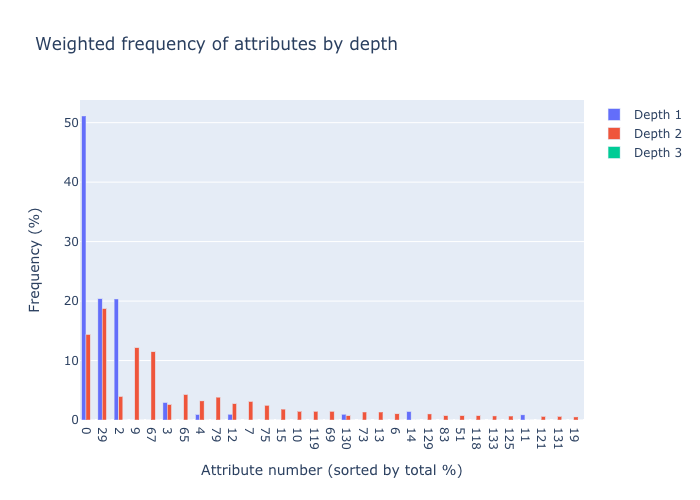 Weighted frequency of attributes by depth
Depth 1
Depth 2
Depth 3
Frequency (%)
50
40
30
20
10
0
0 29 2 9 67 3 65 4 79 12 7 75 15 10 119 69 130 73 13 6 14 129 83 51 118 133 125 11 121 131 19
Attribute number (sorted by total %)